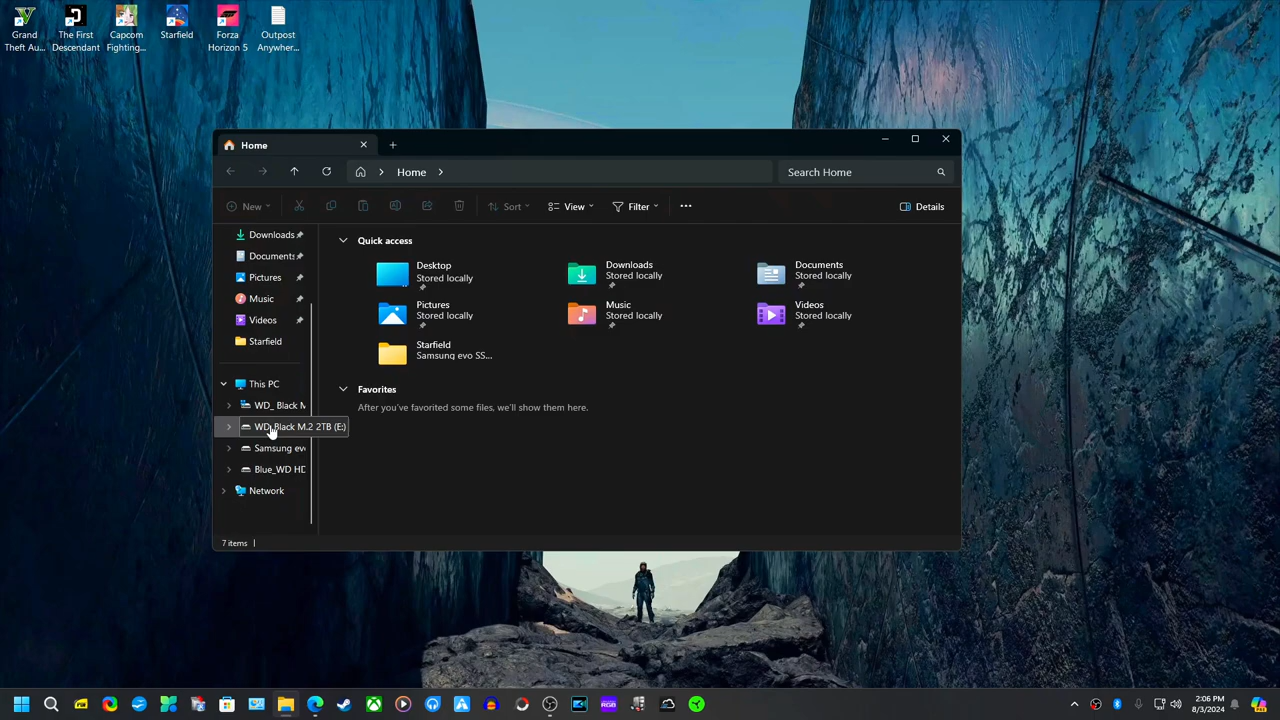 Grand
Theft Au...
The First
Descendant
Capcom
Fighting...
Starfield
Forza
Horizon 5
Outpost
Anywher...
Home
Home
Search Home
New
Sort
View
Filter
Details
Downloads
Documents
Pictures
Music
Videos
Starfield
This PC
WD_ Black M
WD_Black M.2 2TB (E:)
Samsung evo
Blue_WD HD
Network
Quick access
Desktop
Stored locally
Downloads
Stored locally
Documents
Stored locally
Pictures
Stored locally
Music
Stored locally
Videos
Stored locally
Starfield
Samsung evo SS...
Favorites
After you've favorited some files, we'll show them here.
7 items
RGB
2:06 PM
8/3/2024